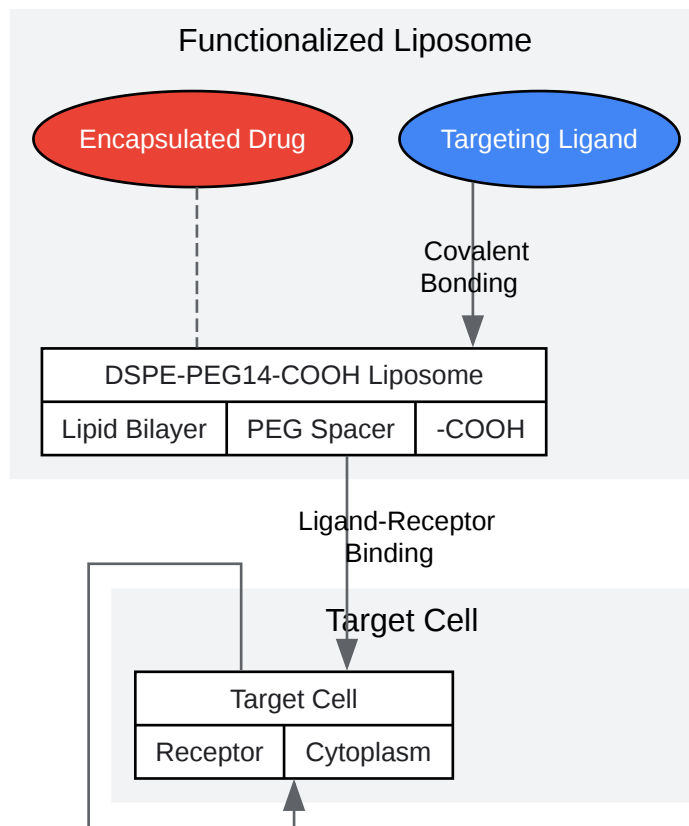 Functionalized Liposome
Encapsulated Drug
Targeting Ligand
Covalent
Bonding
DSPE-PEG14-COOH Liposome
Lipid Bilayer
PEG Spacer
-COOH
Ligand-Receptor
Binding
Target Cell
Target Cell
Receptor
Cytoplasm